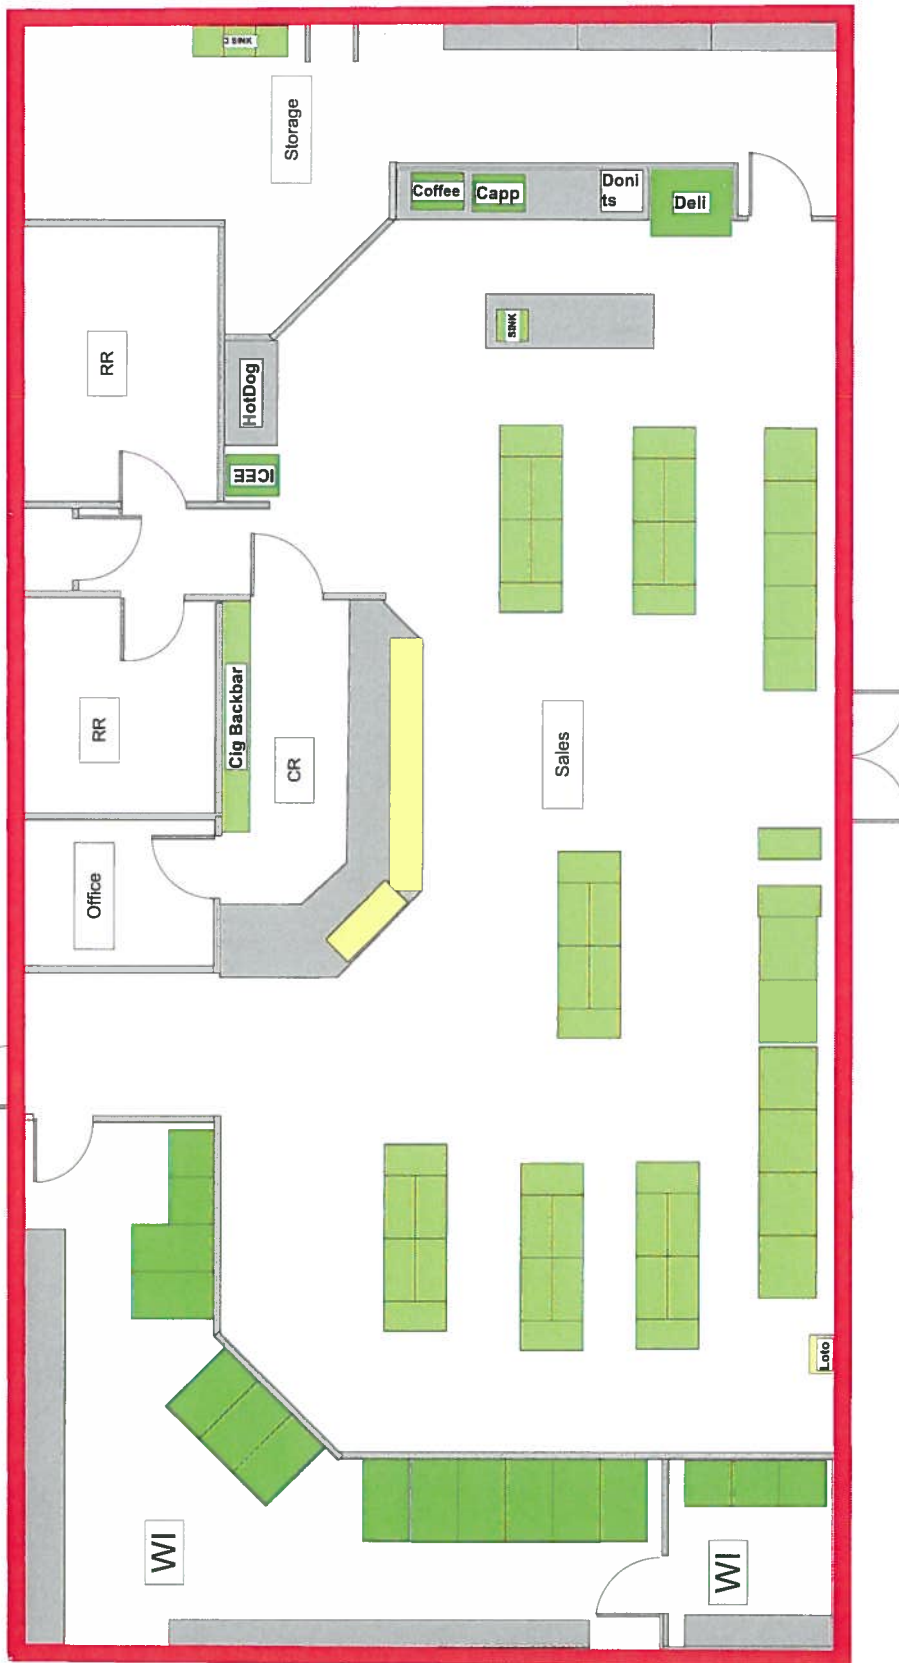 SINK
Storage
Coffee
Capp
Doni
ts
Deli
SINK
RR
HotDog
ICEE
RR
Cig Backbar
CR
Sales
Office
Loto
WI
WI